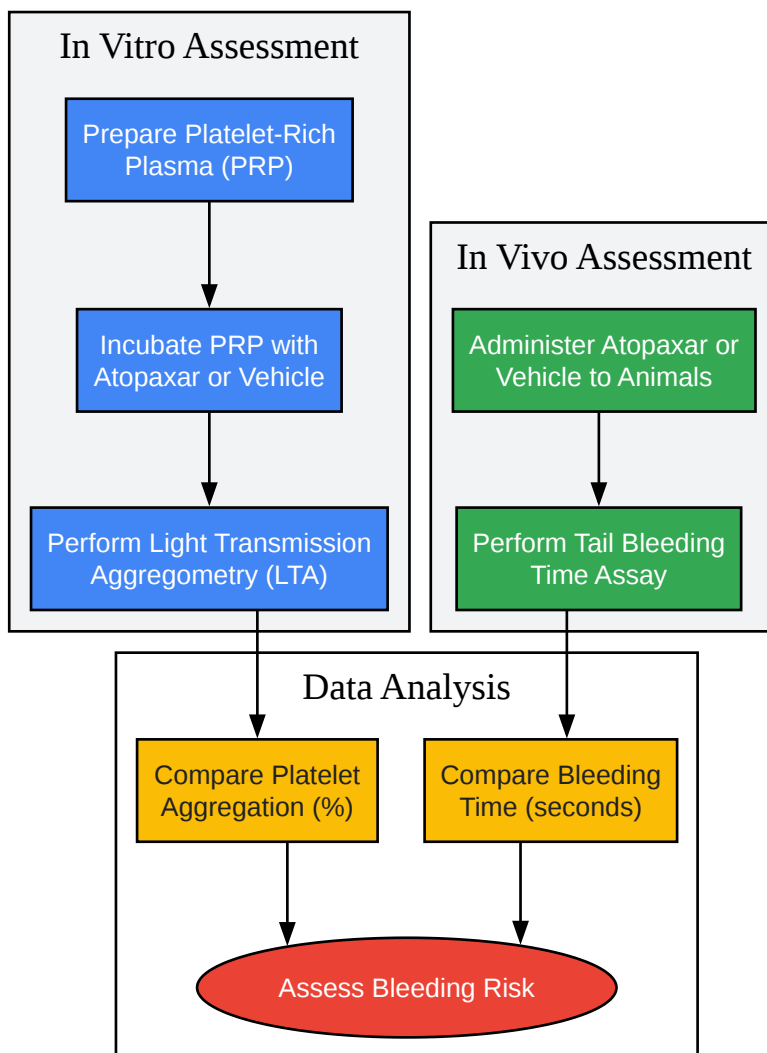 In Vitro Assessment
Prepare Platelet-Rich
Plasma (PRP)
Incubate PRP with
Atopaxar or Vehicle
Perform Light Transmission
Aggregometry (LTA)
In Vivo Assessment
Administer Atopaxar or
Vehicle to Animals
Perform Tail Bleeding
Time Assay
Data Analysis
Compare Platelet
Aggregation (%)
Compare Bleeding
Time (seconds)
Assess Bleeding Risk